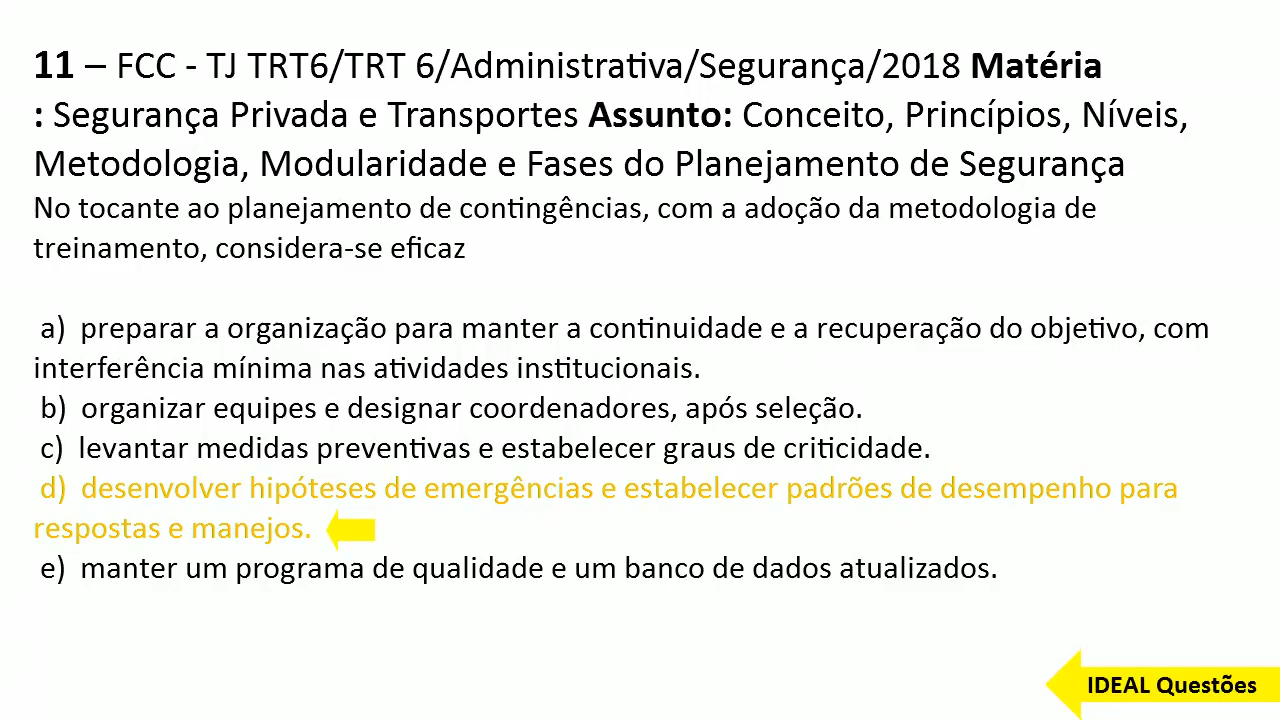 11 – FCC - TJ TRT6/TRT 6/Administrativa/Segurança/2018 Matéria
: Segurança Privada e Transportes Assunto: Conceito, Princípios, Níveis,
Metodologia, Modularidade e Fases do Planejamento de Segurança
No tocante ao planejamento de contingências, com a adoção da metodologia de
treinamento, considera-se eficaz
a) preparar a organização para manter a continuidade e a recuperação do objetivo, com
interferência mínima nas atividades institucionais.
b) organizar equipes e designar coordenadores, após seleção.
c) levantar medidas preventivas e estabelecer graus de criticidade.
d) desenvolver hipóteses de emergências e estabelecer padrões de desempenho para
respostas e manejos.
e) manter um programa de qualidade e um banco de dados atualizados.
IDEAL Questões